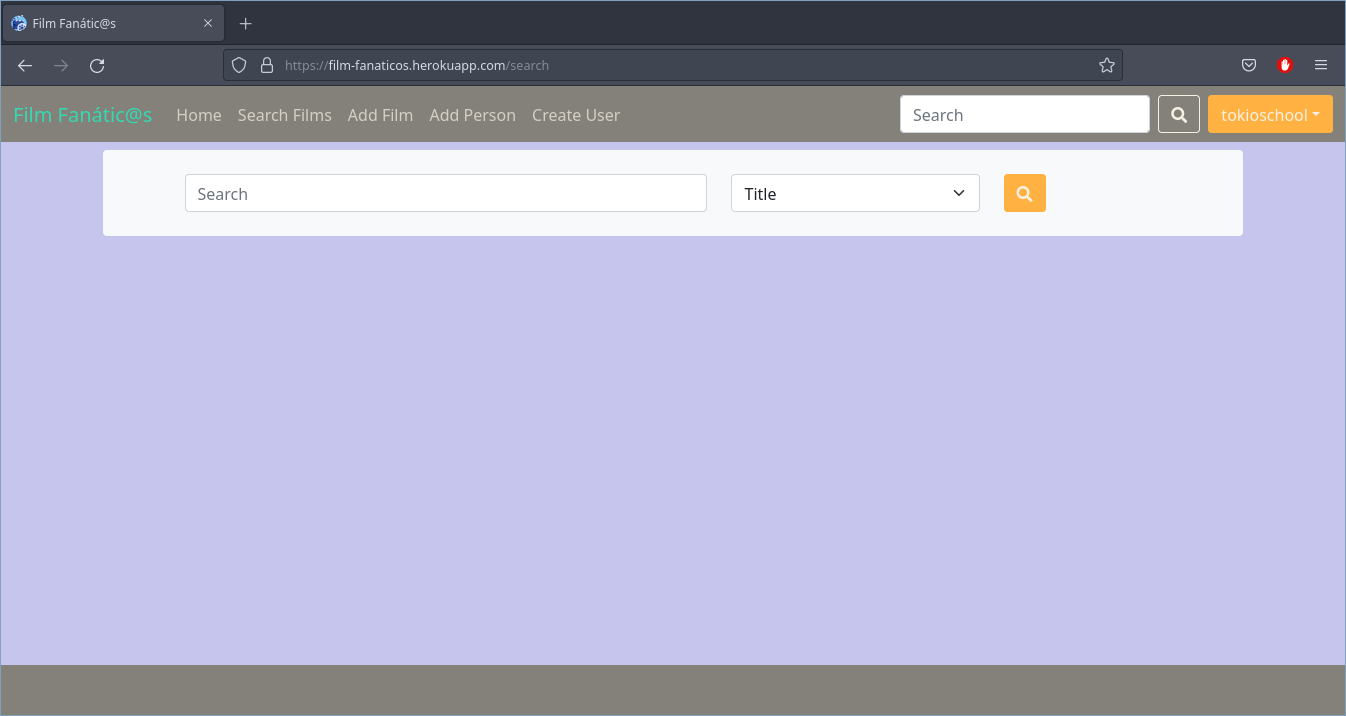 Film Fanátic@s
https://film-fanaticos.herokuapp.com/search
Film Fanátic@s Home Search Films Add Film Add Person Create User Search tokioschool
Search Title